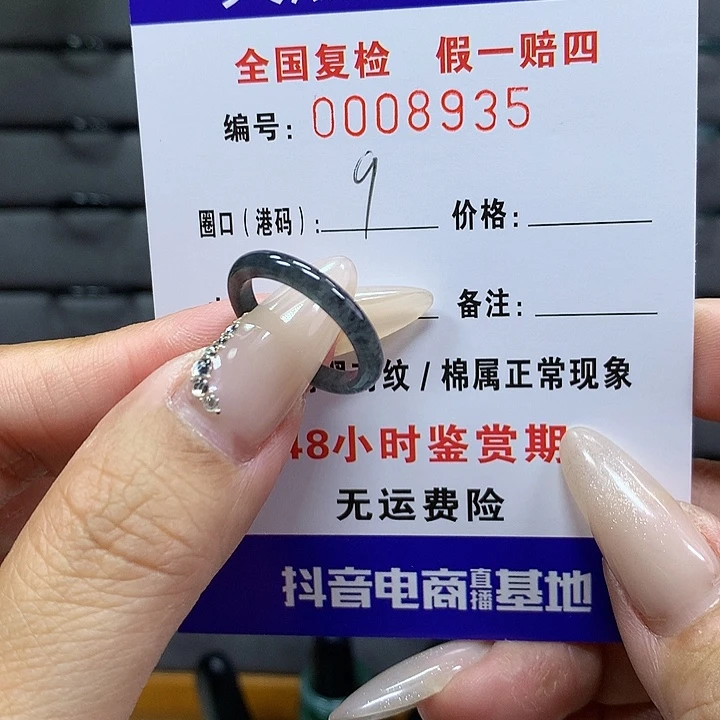 全国复检 假一赔四
编号: 0008935
圈口(港码): 9 价格:
备注:
纹/棉属正常现象
48小时鉴赏期
无运费险
抖音电商直播基地